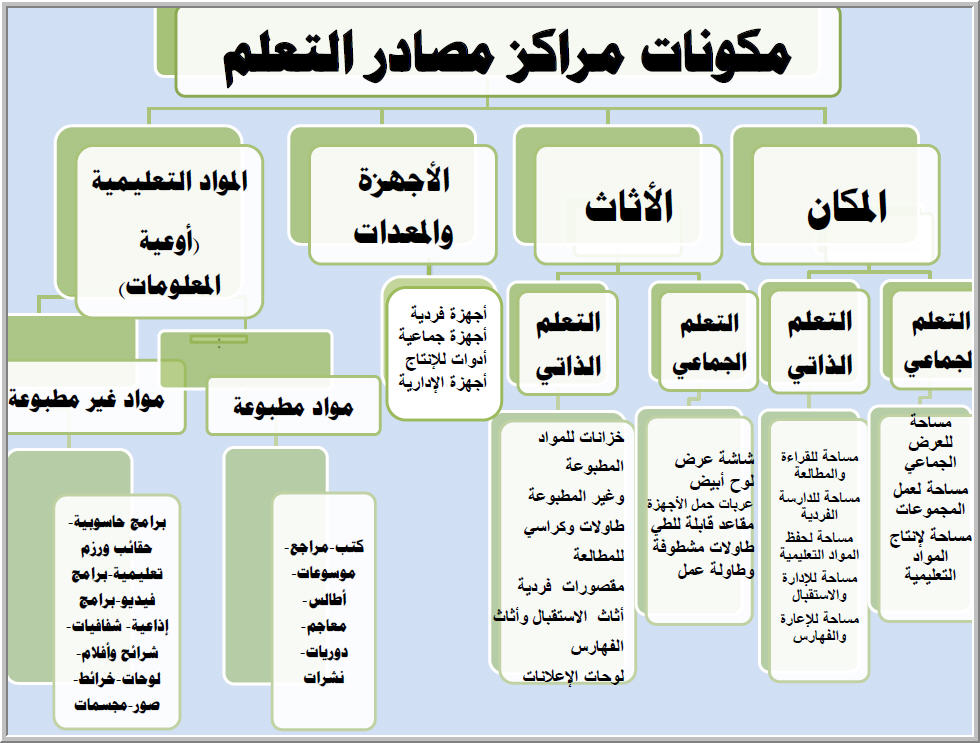 مكونات مراكز مصادر التعلم
المكان
الأثاث
الأجهزة
والمعدات
المواد التعليمية
(أوعية
المعلومات)
التعلم
الجماعي
مساحة
للعرض
الجماعي
مساحة لعمل
المجموعات
مساحة لإنتاج
المواد
التعليمية
التعلم
الذاتي
مساحة للقراءة
والمطالعة
مساحة للدارسة
الفردية
مساحة لحفظ
المواد التعليمية
مساحة للإدارة
والاستقبال
مساحة للإعارة
والفهارس
التعلم
الجماعي
شاشة عرض
لوح أبيض
عربات حمل الأجهزة
مقاعد قابلة للطي
طاولات مشطوفة
وطاولة عمل
التعلم
الذاتي
خزانات للمواد
المطبوعة
وغير المطبوعة
طاولات وكراسي
للمطالعة
مقصورات فردية
أثاث الاستقبال وأثاث
الفهارس
لوحات الإعلانات
أجهزة فردية
أجهزة جماعية
أدوات للإنتاج
أجهزة الإدارية
مواد مطبوعة
كتب-مراجع-
موسوعات-
أطالس-
معاجم-
دوريات-
نشرات
مواد غير مطبوعة
برامج حاسوبية-
حقائب ورزم
تعليمية-برامج
فيديو-برامج
إذاعية- شفافيات-
شرائح وأفلام-
لوحات-خرائط-
صور-مجسمات